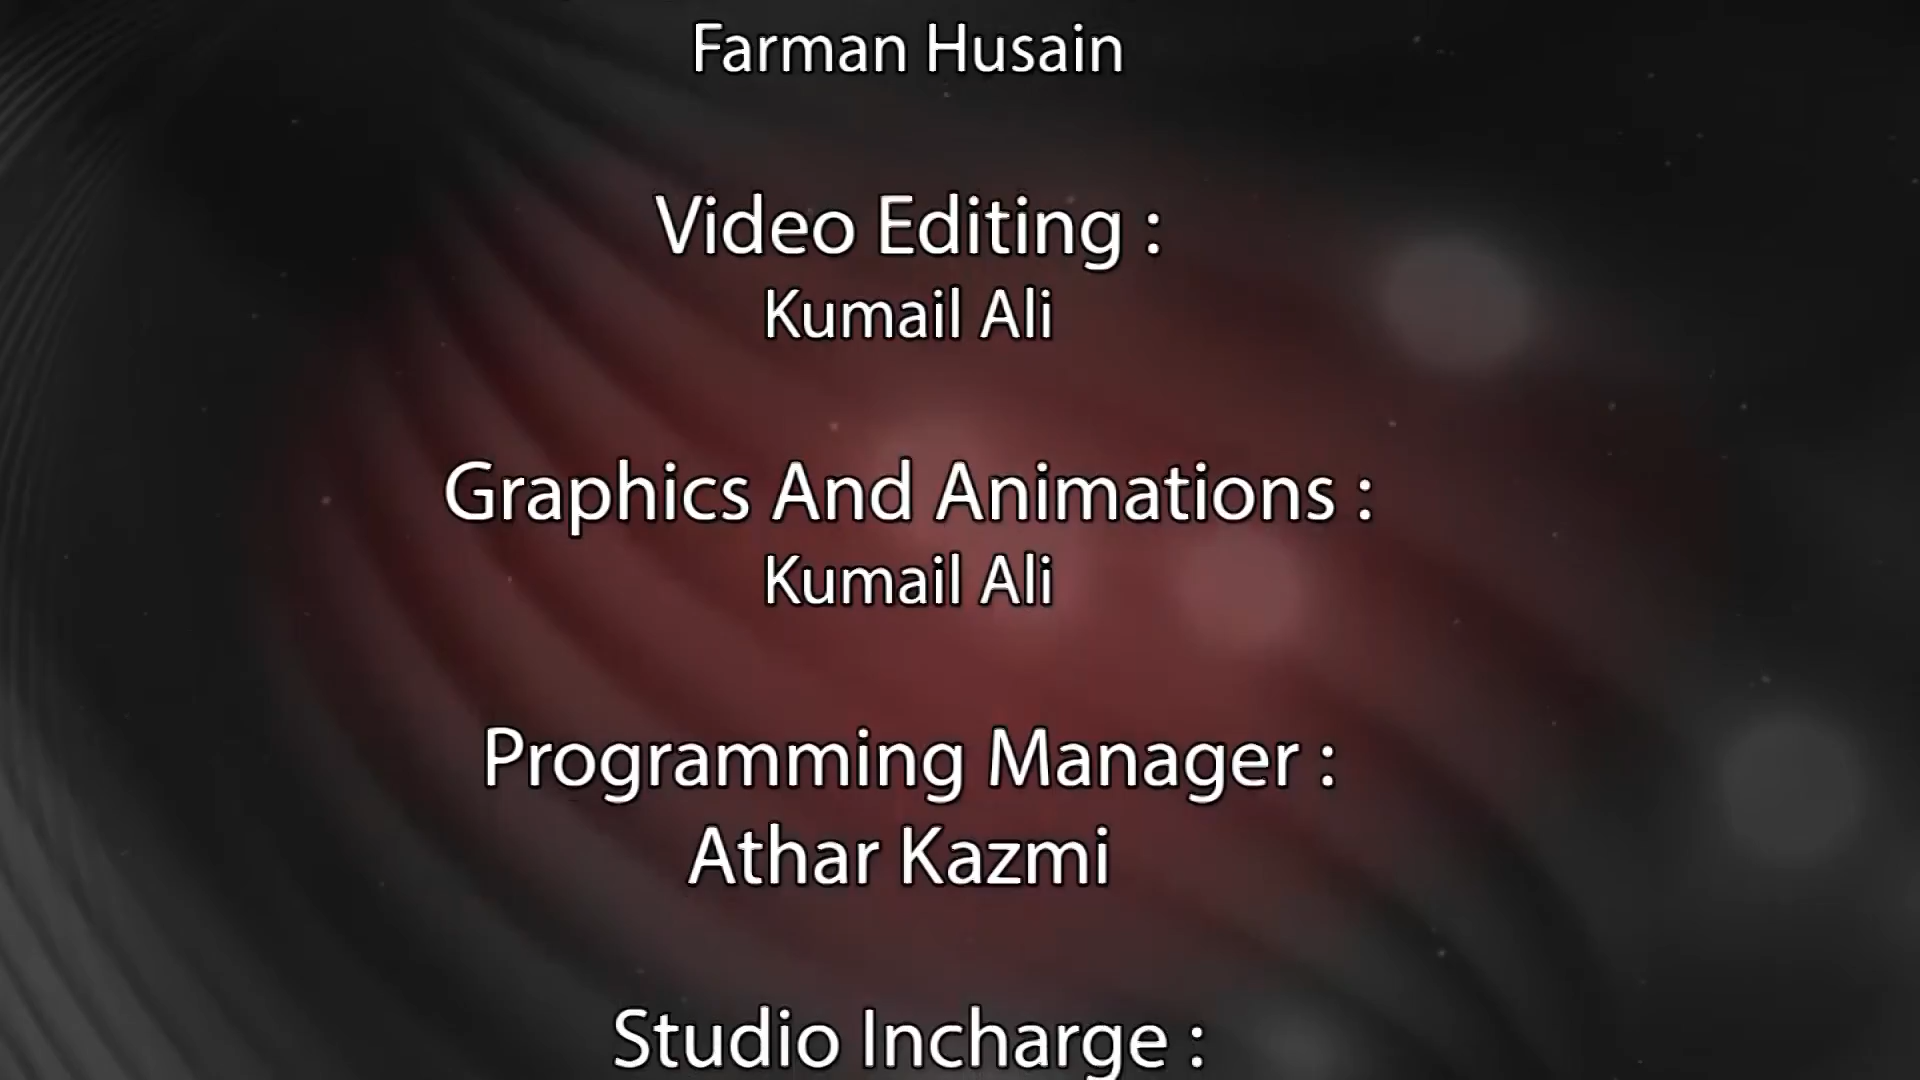 Farman Husain
Video Editing :
Kumail Ali
Graphics And Animations :
Kumail Ali
Programming Manager :
Athar Kazmi
Studio Incharge :